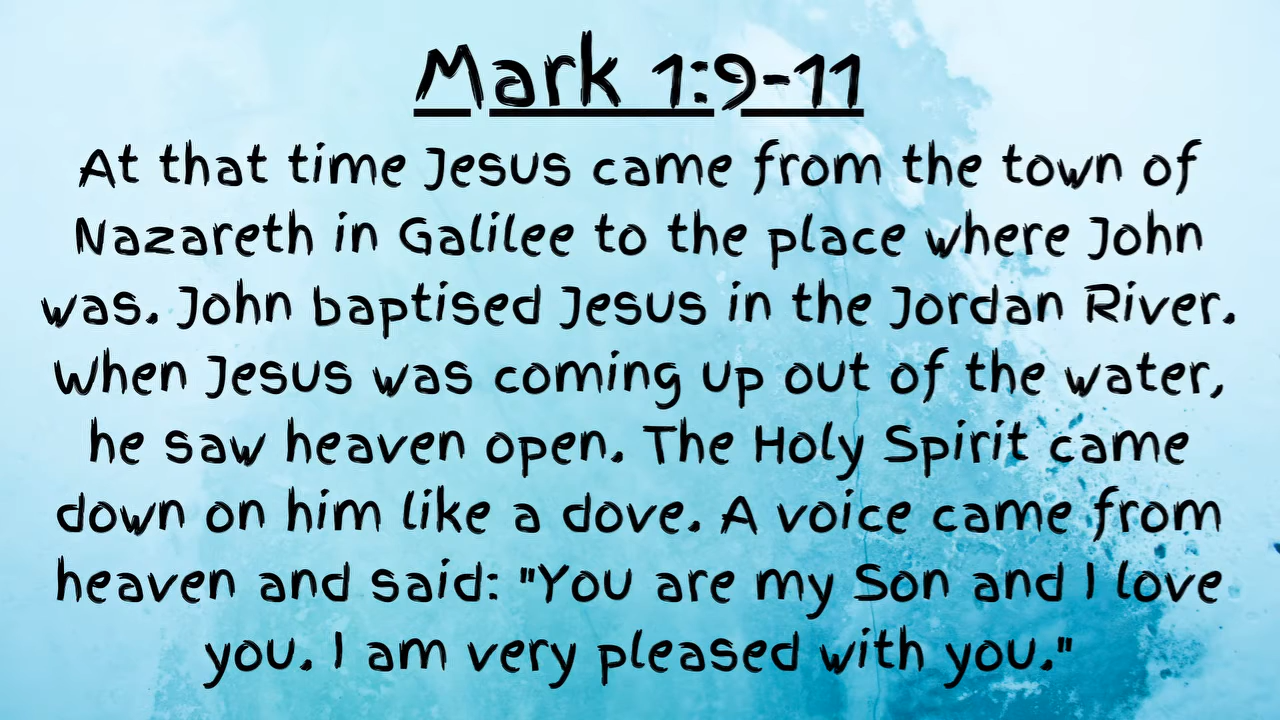 Mark 1:9-11
At that time Jesus came from the town of
Nazareth in Galilee to the place where John
was. John baptised Jesus in the Jordan River.
When Jesus was coming up out of the water,
he saw heaven open. The Holy Spirit came
down on him like a dove. A voice came from
heaven and said: "You are my Son and I love
you. I am very pleased with you."